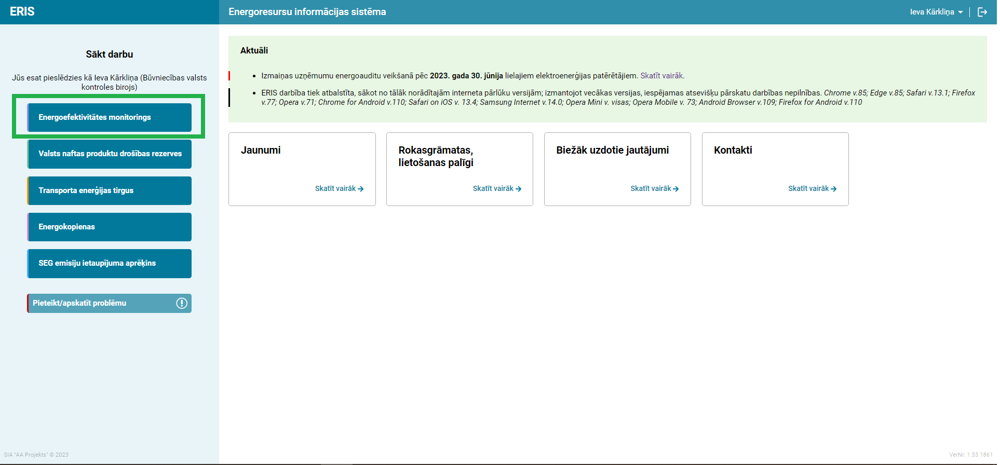 ERIS
Energoresursu informācijas sistēma
Ieva Kārkliņa
Sākt darbu
Jūs esat pieslēdzies kā Ieva Kārkliņa (Būvniecības valsts
kontroles birojs)
Energoefektivitātes monitorings
Valsts naftas produktu drošības rezerves
Transporta enerģijas tirgus
Energokopienas
SEG emisiju ietaupījuma aprēķins
Pieteikt/apskatīt problēmu
Aktuāli
Izmaiņas uzņēmumu energoauditu veikšanā pēc 2023. gada 30. jūnija lielajiem elektroenerģijas patērētājiem. Skatīt vairāk.
ERIS darbība tiek atbalstīta, sākot no tālāk norādītajām interneta pārlūku versijām; izmantojot vecākas versijas, iespējamas atsevišķu pārskatu darbības nepilnības. Chrome v.85; Edge v.85; Safari v.13.1; Firefox
v.77; Opera v.71; Chrome for Android v.110; Safari on iOS v. 13.4; Samsung Internet v.14.0; Opera Mini v. visas; Opera Mobile v. 73; Android Browser v.109; Firefox for Android v.110
Jaunumi
Skatīt vairāk
Rokasgrāmatas,
lietošanas palīgi
Skatīt vairāk
Biežāk uzdotie jautājumi
Skatīt vairāk
Kontakti
Skatīt vairāk
SIA "AA Projekts" © 2023
VerNr: 1.53.1861